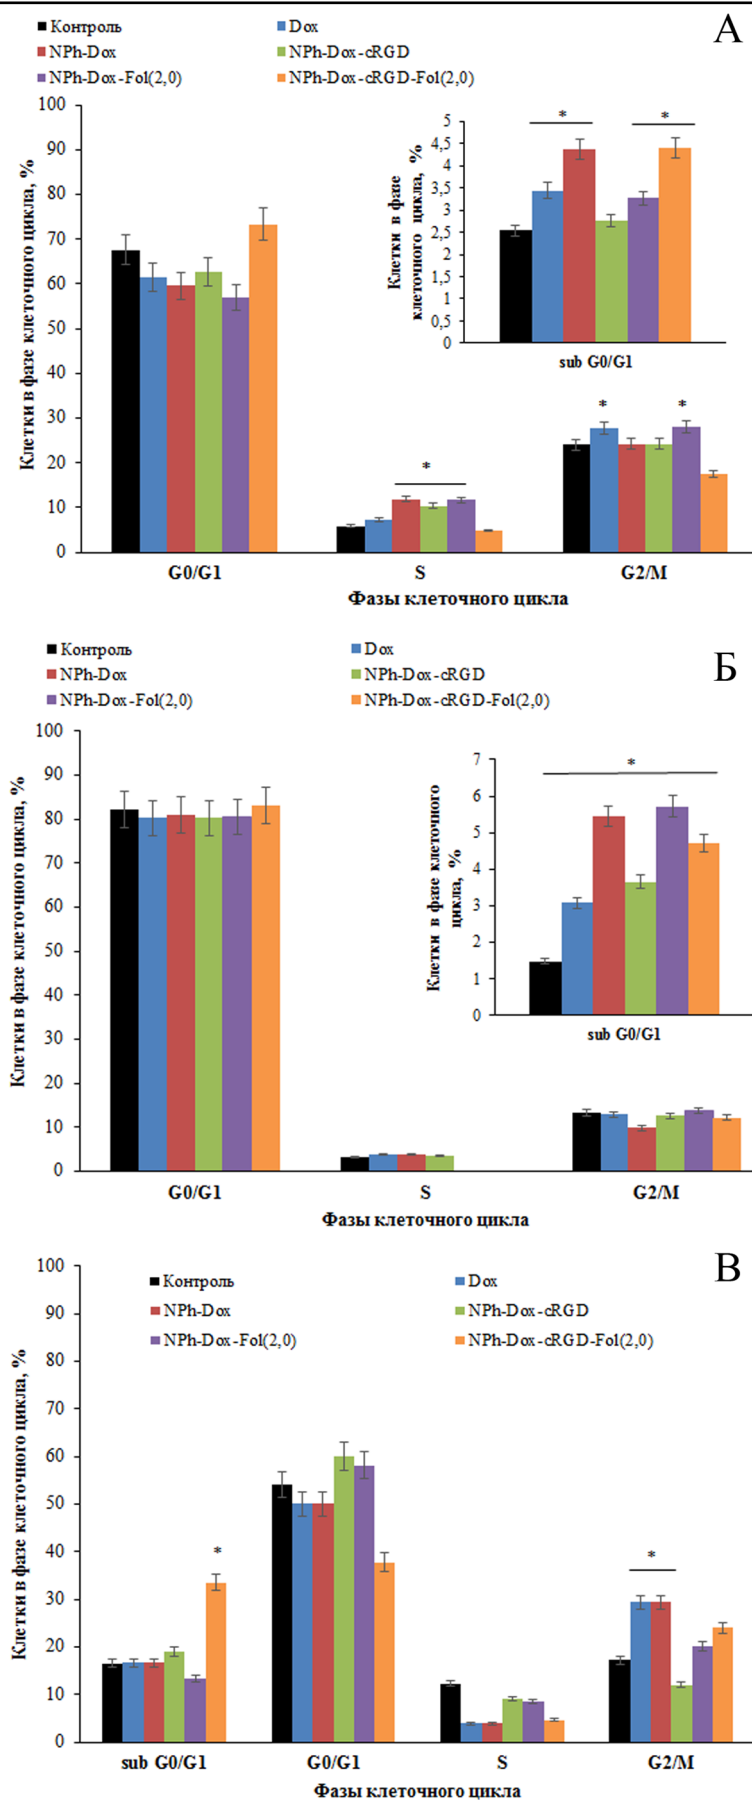 А
Контроль
Dox
NPh-Dox
NPh-Dox-cRGD
NPh-Dox-Fol(2,0)
NPh-Dox-cRGD-Fol(2,0)
Клетки в фазе клеточного цикла, %
100
90
80
70
60
50
40
30
20
10
0
Клетки в фазе
клеточного цикла, %
5
4,5
4
3,5
3
2,5
2
1,5
1
0,5
0
*
*
sub G0/G1
*
*
*
G0/G1
S
G2/M
Фазы клеточного цикла
Б
Контроль
Dox
NPh-Dox
NPh-Dox-cRGD
NPh-Dox-Fol(2,0)
NPh-Dox-cRGD-Fol(2,0)
Клетки в фазе клеточного цикла, %
100
90
80
70
60
50
40
30
20
10
0
Клетки в фазе клеточного
цикла, %
7
6
5
4
3
2
1
0
*
sub G0/G1
G0/G1
S
G2/M
Фазы клеточного цикла
В
Контроль
Dox
NPh-Dox
NPh-Dox-cRGD
NPh-Dox-Fol(2,0)
NPh-Dox-cRGD-Fol(2,0)
Клетки в фазе клеточного цикла, %
100
90
80
70
60
50
40
30
20
10
0
*
*
sub G0/G1
G0/G1
S
G2/M
Фазы клеточного цикла